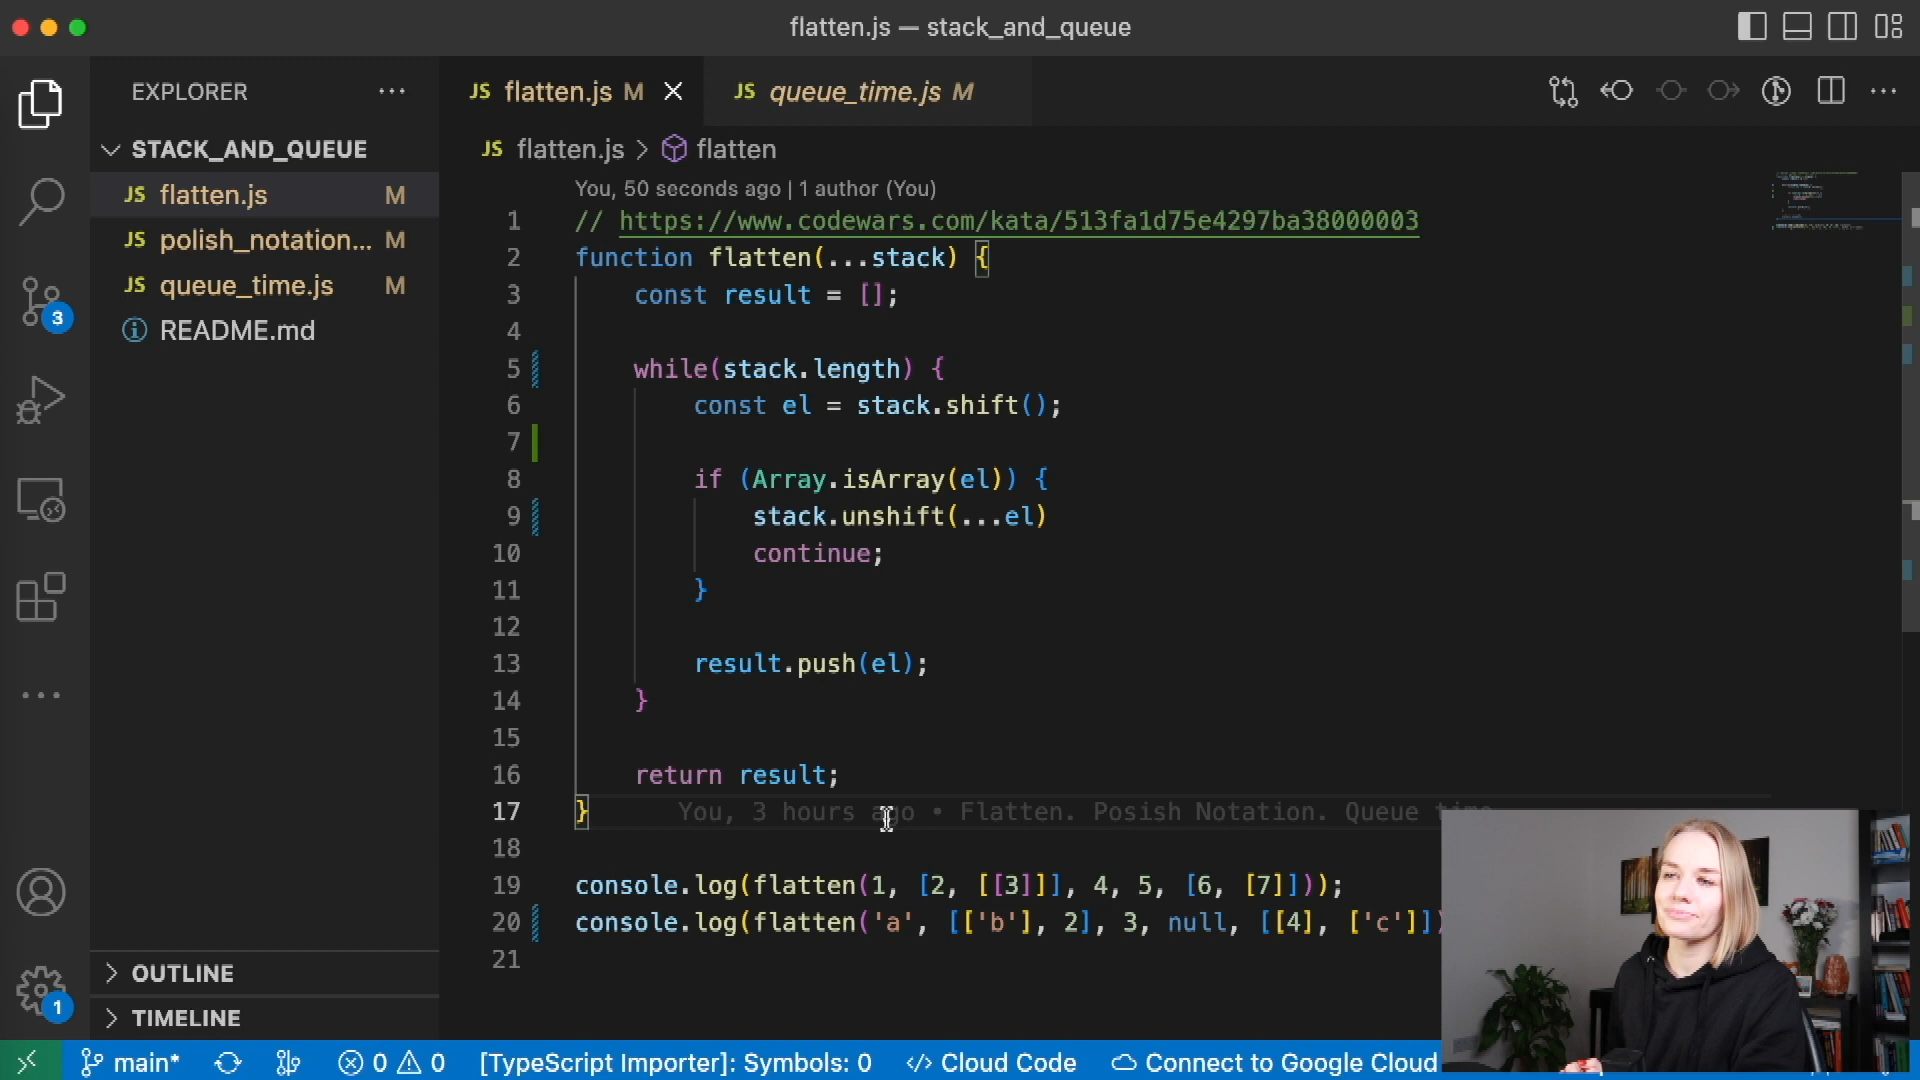 flatten.js — stack_and_queue
EXPLORER
STACK_AND_QUEUE
JS flatten.js M
JS polish_notation... M
JS queue_time.js M
README.md
3
OUTLINE
1
TIMELINE
JS flatten.js M
JS queue_time.js M
JS flatten.js > flatten
You, 50 seconds ago | 1 author (You)
1 // https://www.codewars.com/kata/513fa1d75e4297ba38000003
2 function flatten(...stack) {
3 const result = [];
4
5 while(stack.length) {
6 const el = stack.shift();
7
8 if (Array.isArray(el)) {
9 stack.unshift(...el)
10 continue;
11 }
12
13 result.push(el);
14 }
15
16 return result;
17 } You, 3 hours ago • Flatten. Posish Notation. Queue time
18
19 console.log(flatten(1, [2, [[3]]], 4, 5, [6, [7]]));
20 console.log(flatten('a', [['b'], 2], 3, null, [[4], ['c']])
21
main* 0 0 [TypeScript Importer]: Symbols: 0 </> Cloud Code Connect to Google Cloud